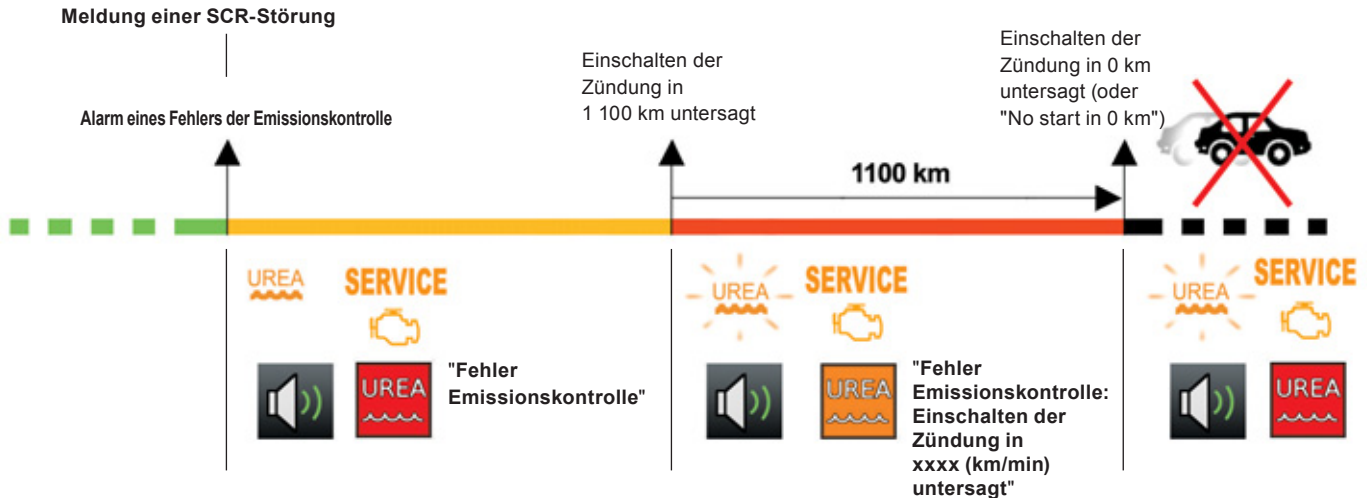 Meldung einer SCR-Störung
Alarm eines Fehlers der Emissionskontrolle
Einschalten der
Zündung in
1 100 km untersagt
Einschalten der
Zündung in 0 km
untersagt (oder
"No start in 0 km")
1100 km
UREA
SERVICE
UREA
"Fehler
Emissionskontrolle"
UREA
SERVICE
UREA
"Fehler
Emissionskontrolle:
Einschalten der
Zündung in
xxxx (km/min)
untersagt"
UREA
SERVICE
UREA